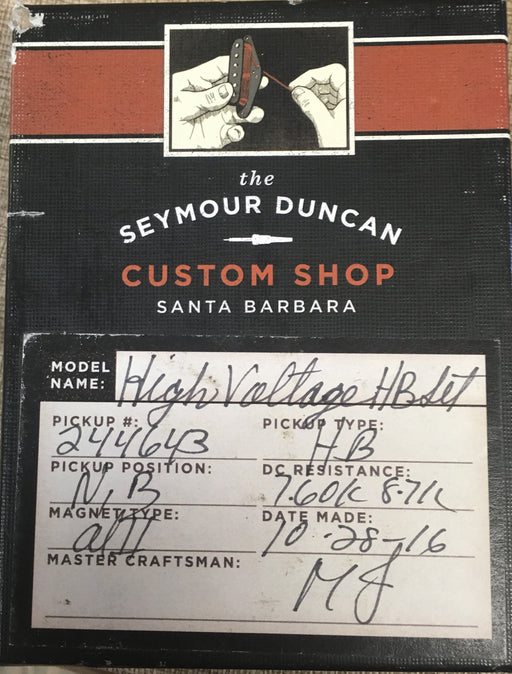 the
SEYMOUR DUNCAN
CUSTOM SHOP
SANTA BARBARA
MODEL NAME: High Voltage HB Set
PICKUP #: PICKUP TYPE:
244643 HB
PICKUP POSITION: DC RESISTANCE:
N, B 7.60K 8.71K
MAGNET TYPE: DATE MADE:
10-28-16
MASTER CRAFTSMAN:
MJ